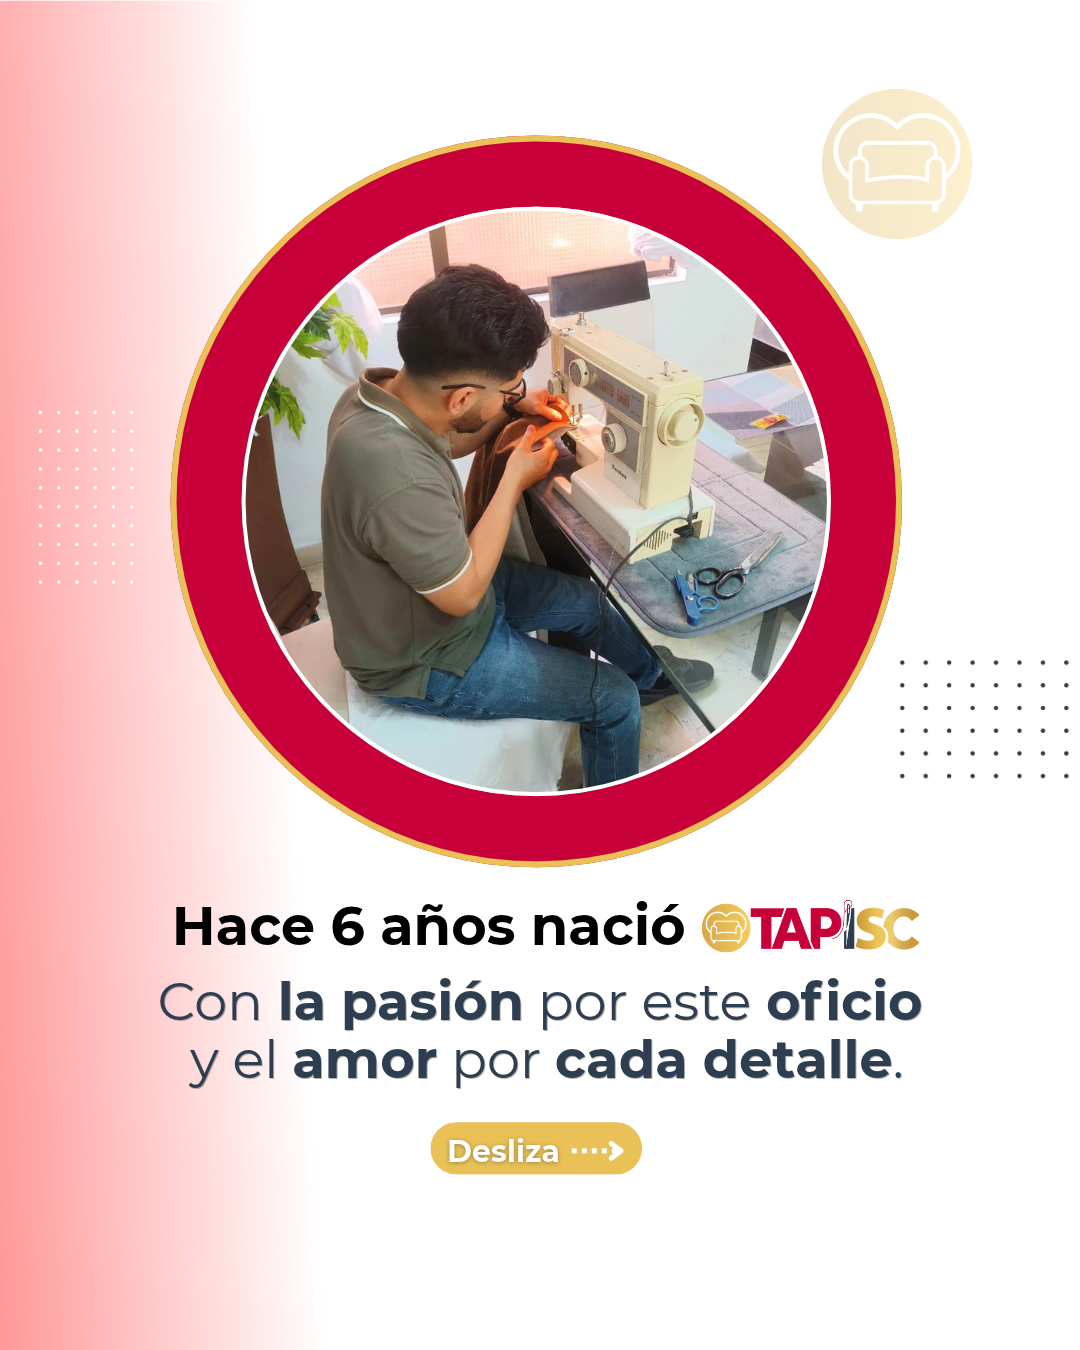 Hace 6 años nació TAPISC
Con la pasión por este oficio
y el amor por cada detalle.
Desliza